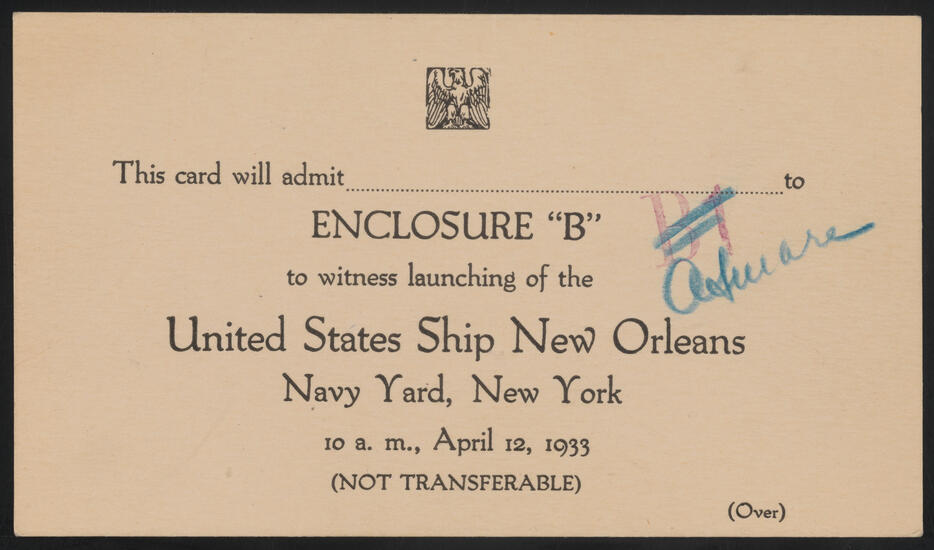 This card will admit to
ENCLOSURE “B”
B1
to witness launching of the
United States Ship New Orleans
Navy Yard, New York
10 a. m., April 12, 1933
(NOT TRANSFERABLE)
(Over)